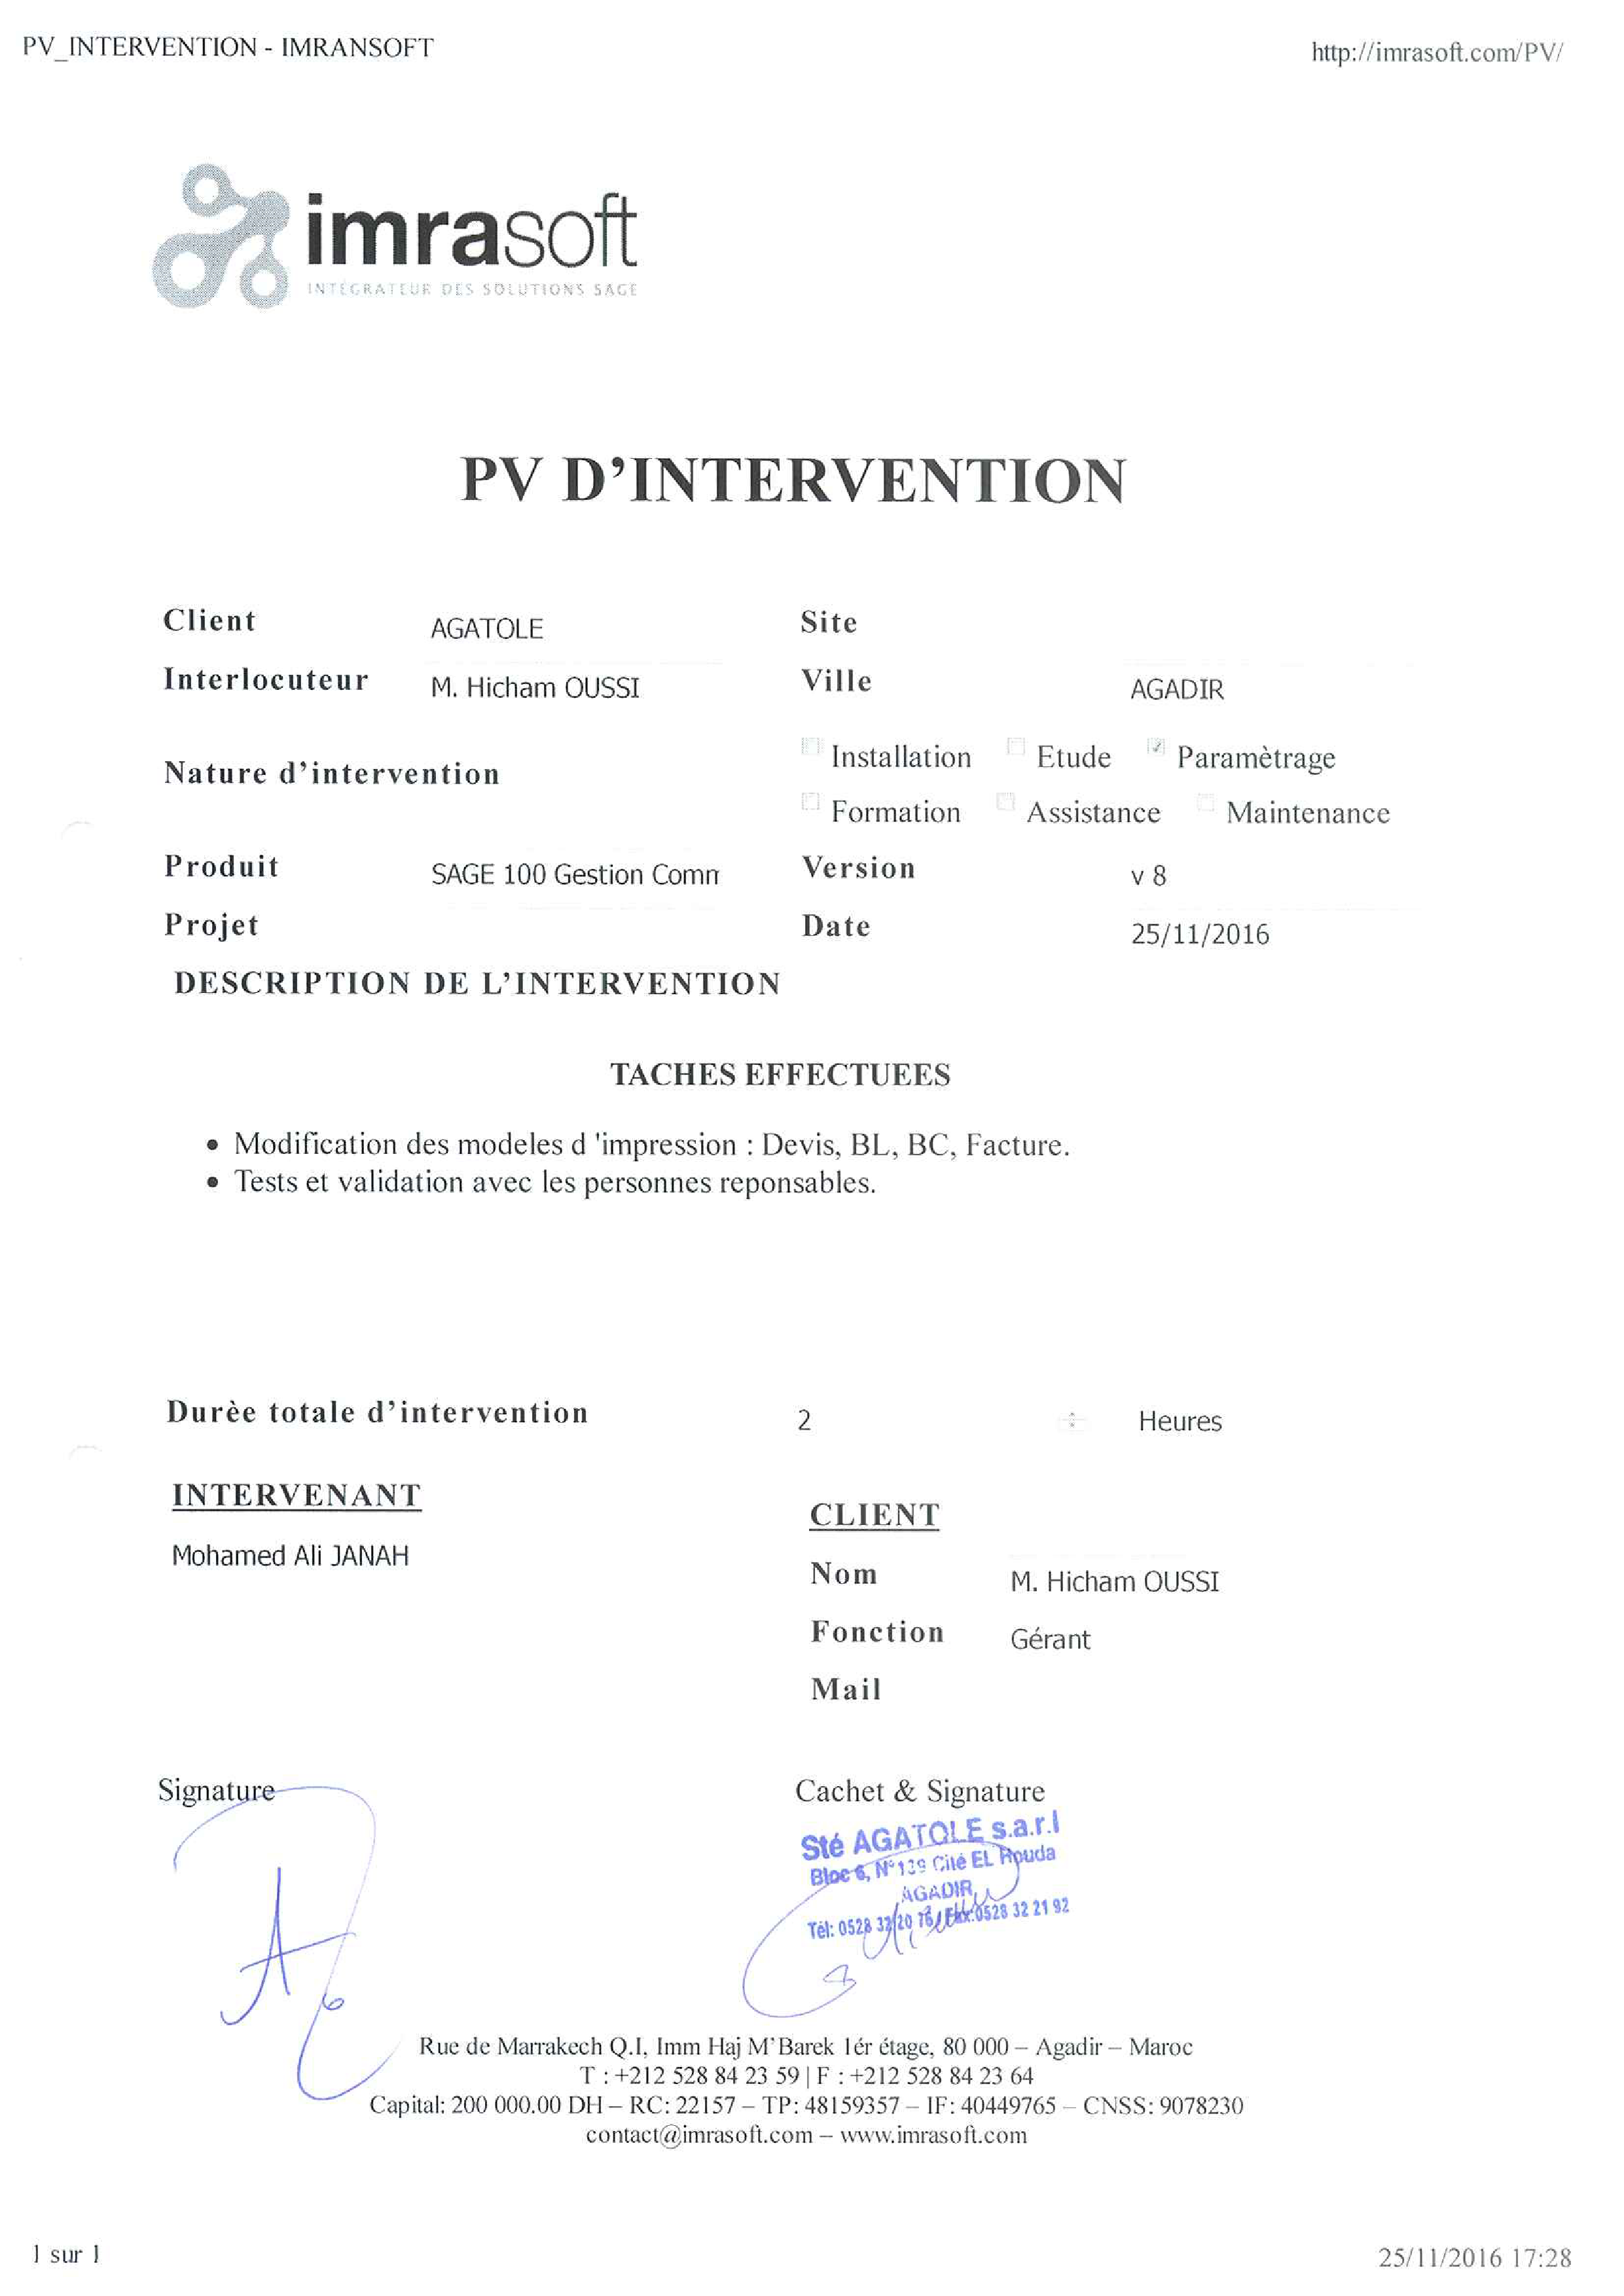 PV_INTERVENTION - IMRANSOFT http://imrasoft.com/PV/
imrasoft
INTEGRATEUR DES SOLUTIONS SAGE
PV D'INTERVENTION
Client AGATOLE Site
Interlocuteur M. Hicham OUSSI Ville AGADIR
Nature d'intervention
Installation Etude Paramètrage
Formation Assistance Maintenance
Produit SAGE 100 Gestion Comm Version v 8
Projet Date 25/11/2016
DESCRIPTION DE L'INTERVENTION
TACHES EFFECTUEES
• Modification des modeles d 'impression : Devis, BL, BC, Facture.
• Tests et validation avec les personnes reponsables.
Durèe totale d'intervention 2 Heures
INTERVENANT
Mohamed Ali JANAH
CLIENT
Nom M. Hicham OUSSI
Fonction Gérant
Mail
Signature Cachet & Signature
Sté AGATOLE s.a.r.l
Bloc 6, N°139 Cité EL Houda
AGADIR
Tél: 0528 32 20 76 / Fax:0528 32 21 92
Rue de Marrakech Q.I, Imm Haj M'Barek 1ér étage, 80 000 – Agadir – Maroc
T : +212 528 84 23 59 | F : +212 528 84 23 64
Capital: 200 000.00 DH – RC: 22157 – TP: 48159357 – IF: 40449765 – CNSS: 9078230
contact@imrasoft.com – www.imrasoft.com
1 sur 1 25/11/2016 17:28